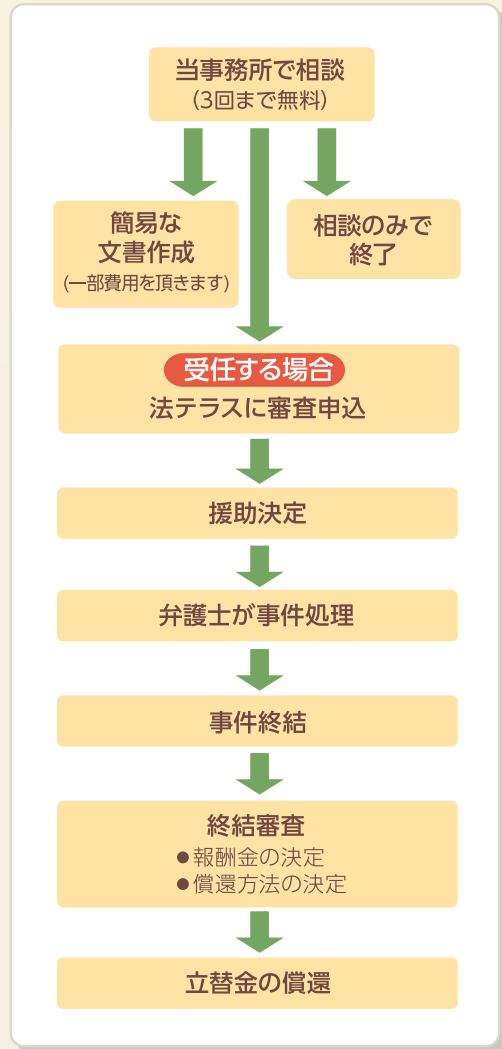 当事務所で相談
(3回まで無料)
簡易な
文書作成
(一部費用を頂きます)
相談のみで
終了
受任する場合
法テラスに審査申込
援助決定
弁護士が事件処理
事件終結
終結審査
●報酬金の決定
●償還方法の決定
立替金の償還